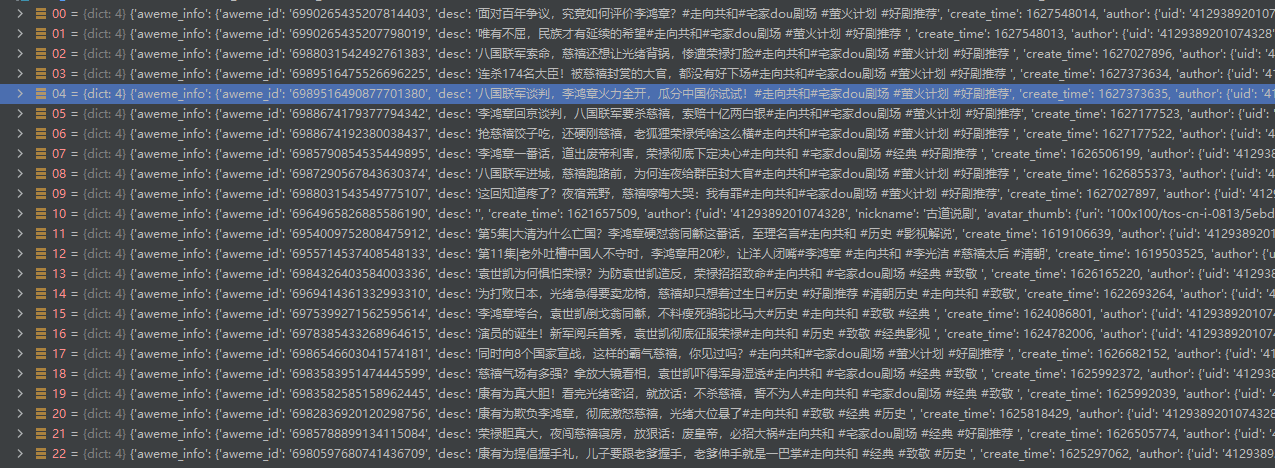 00 = {dict: 4} {'aweme_info': {'aweme_id': '6990265435207814403', 'desc': '面对百年争议，究竟如何评价李鸿章？#走向共和#宅家dou剧场 #萤火计划 #好剧推荐', 'create_time': 1627548014, 'author': {'uid': '412938920107
01 = {dict: 4} {'aweme_info': {'aweme_id': '6990265435207798019', 'desc': '唯有不屈，民族才有延续的希望#走向共和#宅家dou剧场 #萤火计划 #好剧推荐 ', 'create_time': 1627548013, 'author': {'uid': '4129389201074328'
02 = {dict: 4} {'aweme_info': {'aweme_id': '6988031542492761383', 'desc': '八国联军索命，慈禧还想让光绪背锅，惨遭荣禄打脸#走向共和#宅家dou剧场 #萤火计划 #好剧推荐 ', 'create_time': 1627027896, 'author': {'uid': '41293
03 = {dict: 4} {'aweme_info': {'aweme_id': '6989516475526696225', 'desc': '连杀174名大臣！被慈禧封赏的大官，都没有好下场#走向共和#宅家dou剧场 #萤火计划 #好剧推荐 ', 'create_time': 1627373634, 'author': {'uid': '41293
04 = {dict: 4} {'aweme_info': {'aweme_id': '6989516490877701380', 'desc': '八国联军谈判，李鸿章火力全开，瓜分中国你试试！#走向共和#宅家dou剧场 #萤火计划 #好剧推荐', 'create_time': 1627373635, 'author': {'uid': '41
05 = {dict: 4} {'aweme_info': {'aweme_id': '6988674179377794342', 'desc': '李鸿章回京谈判，八国联军要杀慈禧，索赔十亿两白银#走向共和#宅家dou剧场 #萤火计划 #好剧推荐 ', 'create_time': 1627177523, 'author': {'uid': '412
06 = {dict: 4} {'aweme_info': {'aweme_id': '6988674192380038437', 'desc': '抢慈禧饺子吃，还硬刚慈禧，老狐狸荣禄凭啥这么横#走向共和#宅家dou剧场 #萤火计划 #好剧推荐 ', 'create_time': 1627177522, 'author': {'uid': '4129
07 = {dict: 4} {'aweme_info': {'aweme_id': '6985790854535449895', 'desc': '李鸿章一番话，道出废帝利害，荣禄彻底下定决心#走向共和 #宅家dou剧场 #经典 #好剧推荐 ', 'create_time': 1626506199, 'author': {'uid': '4129389
08 = {dict: 4} {'aweme_info': {'aweme_id': '6987290567843630374', 'desc': '八国联军进城，慈禧跑路前，为何连夜给群臣封大官#走向共和#宅家dou剧场 #萤火计划 #好剧推荐 ', 'create_time': 1626855373, 'author': {'uid': '4129
09 = {dict: 4} {'aweme_info': {'aweme_id': '6988031543549775107', 'desc': '这回知道疼了？夜宿荒野，慈禧嚎啕大哭：我有罪#走向共和#宅家dou剧场 #萤火计划 #好剧推荐', 'create_time': 1627027897, 'author': {'uid': '412938
10 = {dict: 4} {'aweme_info': {'aweme_id': '6964965826885586190', 'desc': '', 'create_time': 1621657509, 'author': {'uid': '4129389201074328', 'nickname': '古道说剧', 'avatar_thumb': {'uri': '100x100/tos-cn-i-0813/5ebd
11 = {dict: 4} {'aweme_info': {'aweme_id': '6954009752808475912', 'desc': '第5集|大清为什么亡国？李鸿章硬怼翁同龢这番话，至理名言#走向共和 #历史 #影视解说', 'create_time': 1619106639, 'author': {'uid': '4129389201074
12 = {dict: 4} {'aweme_info': {'aweme_id': '6955714537408548133', 'desc': '第11集|老外吐槽中国人不守时，李鸿章用20秒，让洋人闭嘴#李鸿章 #走向共和 #李光洁 #慈禧太后 #清朝', 'create_time': 1619503525, 'author': {'uid':
13 = {dict: 4} {'aweme_info': {'aweme_id': '6984326403584003336', 'desc': '袁世凯为何惧怕荣禄？为防袁世凯造反，荣禄招招致命#走向共和 #宅家dou剧场 #经典 #致敬 ', 'create_time': 1626165220, 'author': {'uid': '4129389
14 = {dict: 4} {'aweme_info': {'aweme_id': '6969414361332993310', 'desc': '为打败日本，光绪急得要卖龙椅，慈禧却只想着过生日#历史 #好剧推荐 #清朝历史 #走向共和 #致敬', 'create_time': 1622693264, 'author': {'uid': '4129
15 = {dict: 4} {'aweme_info': {'aweme_id': '6975399271562595614', 'desc': '李鸿章垮台，袁世凯倒戈翁同龢，不料瘦死骆驼比马大#历史 #走向共和 #致敬 #经典 ', 'create_time': 1624086801, 'author': {'uid': '412938920107
16 = {dict: 4} {'aweme_info': {'aweme_id': '6978385433268964615', 'desc': '演员的诞生！新军阅兵首秀，袁世凯彻底征服荣禄#走向共和 #历史 #致敬 #经典影视 ', 'create_time': 1624782006, 'author': {'uid': '412938920107
17 = {dict: 4} {'aweme_info': {'aweme_id': '6986546603041574181', 'desc': '同时向8个国家宣战，这样的霸气慈禧，你见过吗？#走向共和#宅家dou剧场 #萤火计划 #好剧推荐 ', 'create_time': 1626682152, 'author': {'uid': '41293
18 = {dict: 4} {'aweme_info': {'aweme_id': '6983583951474445599', 'desc': '慈禧气场有多强？拿放大镜看相，袁世凯吓得浑身湿透#走向共和 #宅家dou剧场 #经典 #致敬 ', 'create_time': 1625992372, 'author': {'uid': '4129389
19 = {dict: 4} {'aweme_info': {'aweme_id': '6983582585158962445', 'desc': '康有为真大胆！看完光绪密诏，就放话：不杀慈禧，誓不为人#走向共和 #宅家dou剧场 #经典 #致敬 ', 'create_time': 1625992039, 'author': {'uid': '4129
20 = {dict: 4} {'aweme_info': {'aweme_id': '6982836920120298756', 'desc': '康有为欺负李鸿章，彻底激怒慈禧，光绪大位悬了#走向共和 #致敬 #经典 #历史 ', 'create_time': 1625818429, 'author': {'uid': '4129389201074328
21 = {dict: 4} {'aweme_info': {'aweme_id': '6985788899134115084', 'desc': '荣禄胆真大，夜闯慈禧寝房，放狠话：废皇帝，必招大祸#走向共和 #宅家dou剧场 #经典 #好剧推荐 ', 'create_time': 1626505774, 'author': {'uid': '4129
22 = {dict: 4} {'aweme_info': {'aweme_id': '6980597680741436709', 'desc': '康有为提倡握手礼，儿子要跟老爹握手，老爹伸手就是一巴掌#走向共和 #经典 #历史 #致敬 ', 'create_time': 1625297062, 'author': {'uid': '4129389